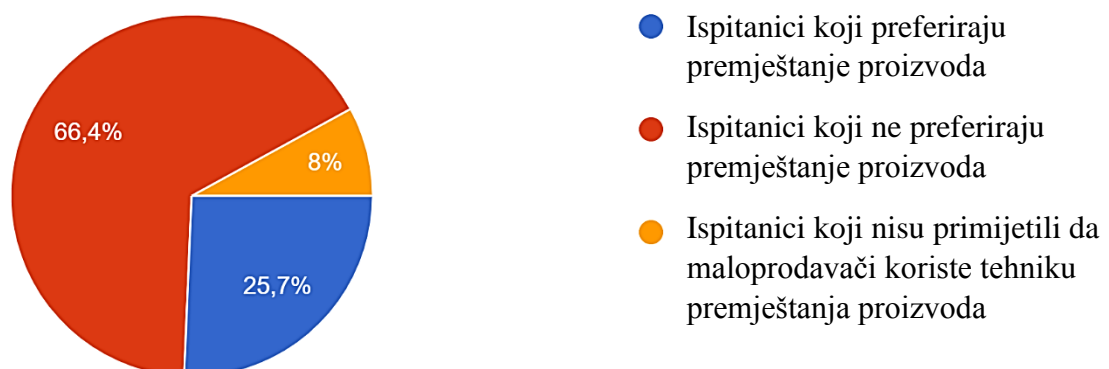 66,4%
8%
25,7%
Ispitanici koji preferiraju
premještanje proizvoda
Ispitanici koji ne preferiraju
premještanje proizvoda
Ispitanici koji nisu primijetili da
maloprodavači koriste tehniku
premještanja proizvoda